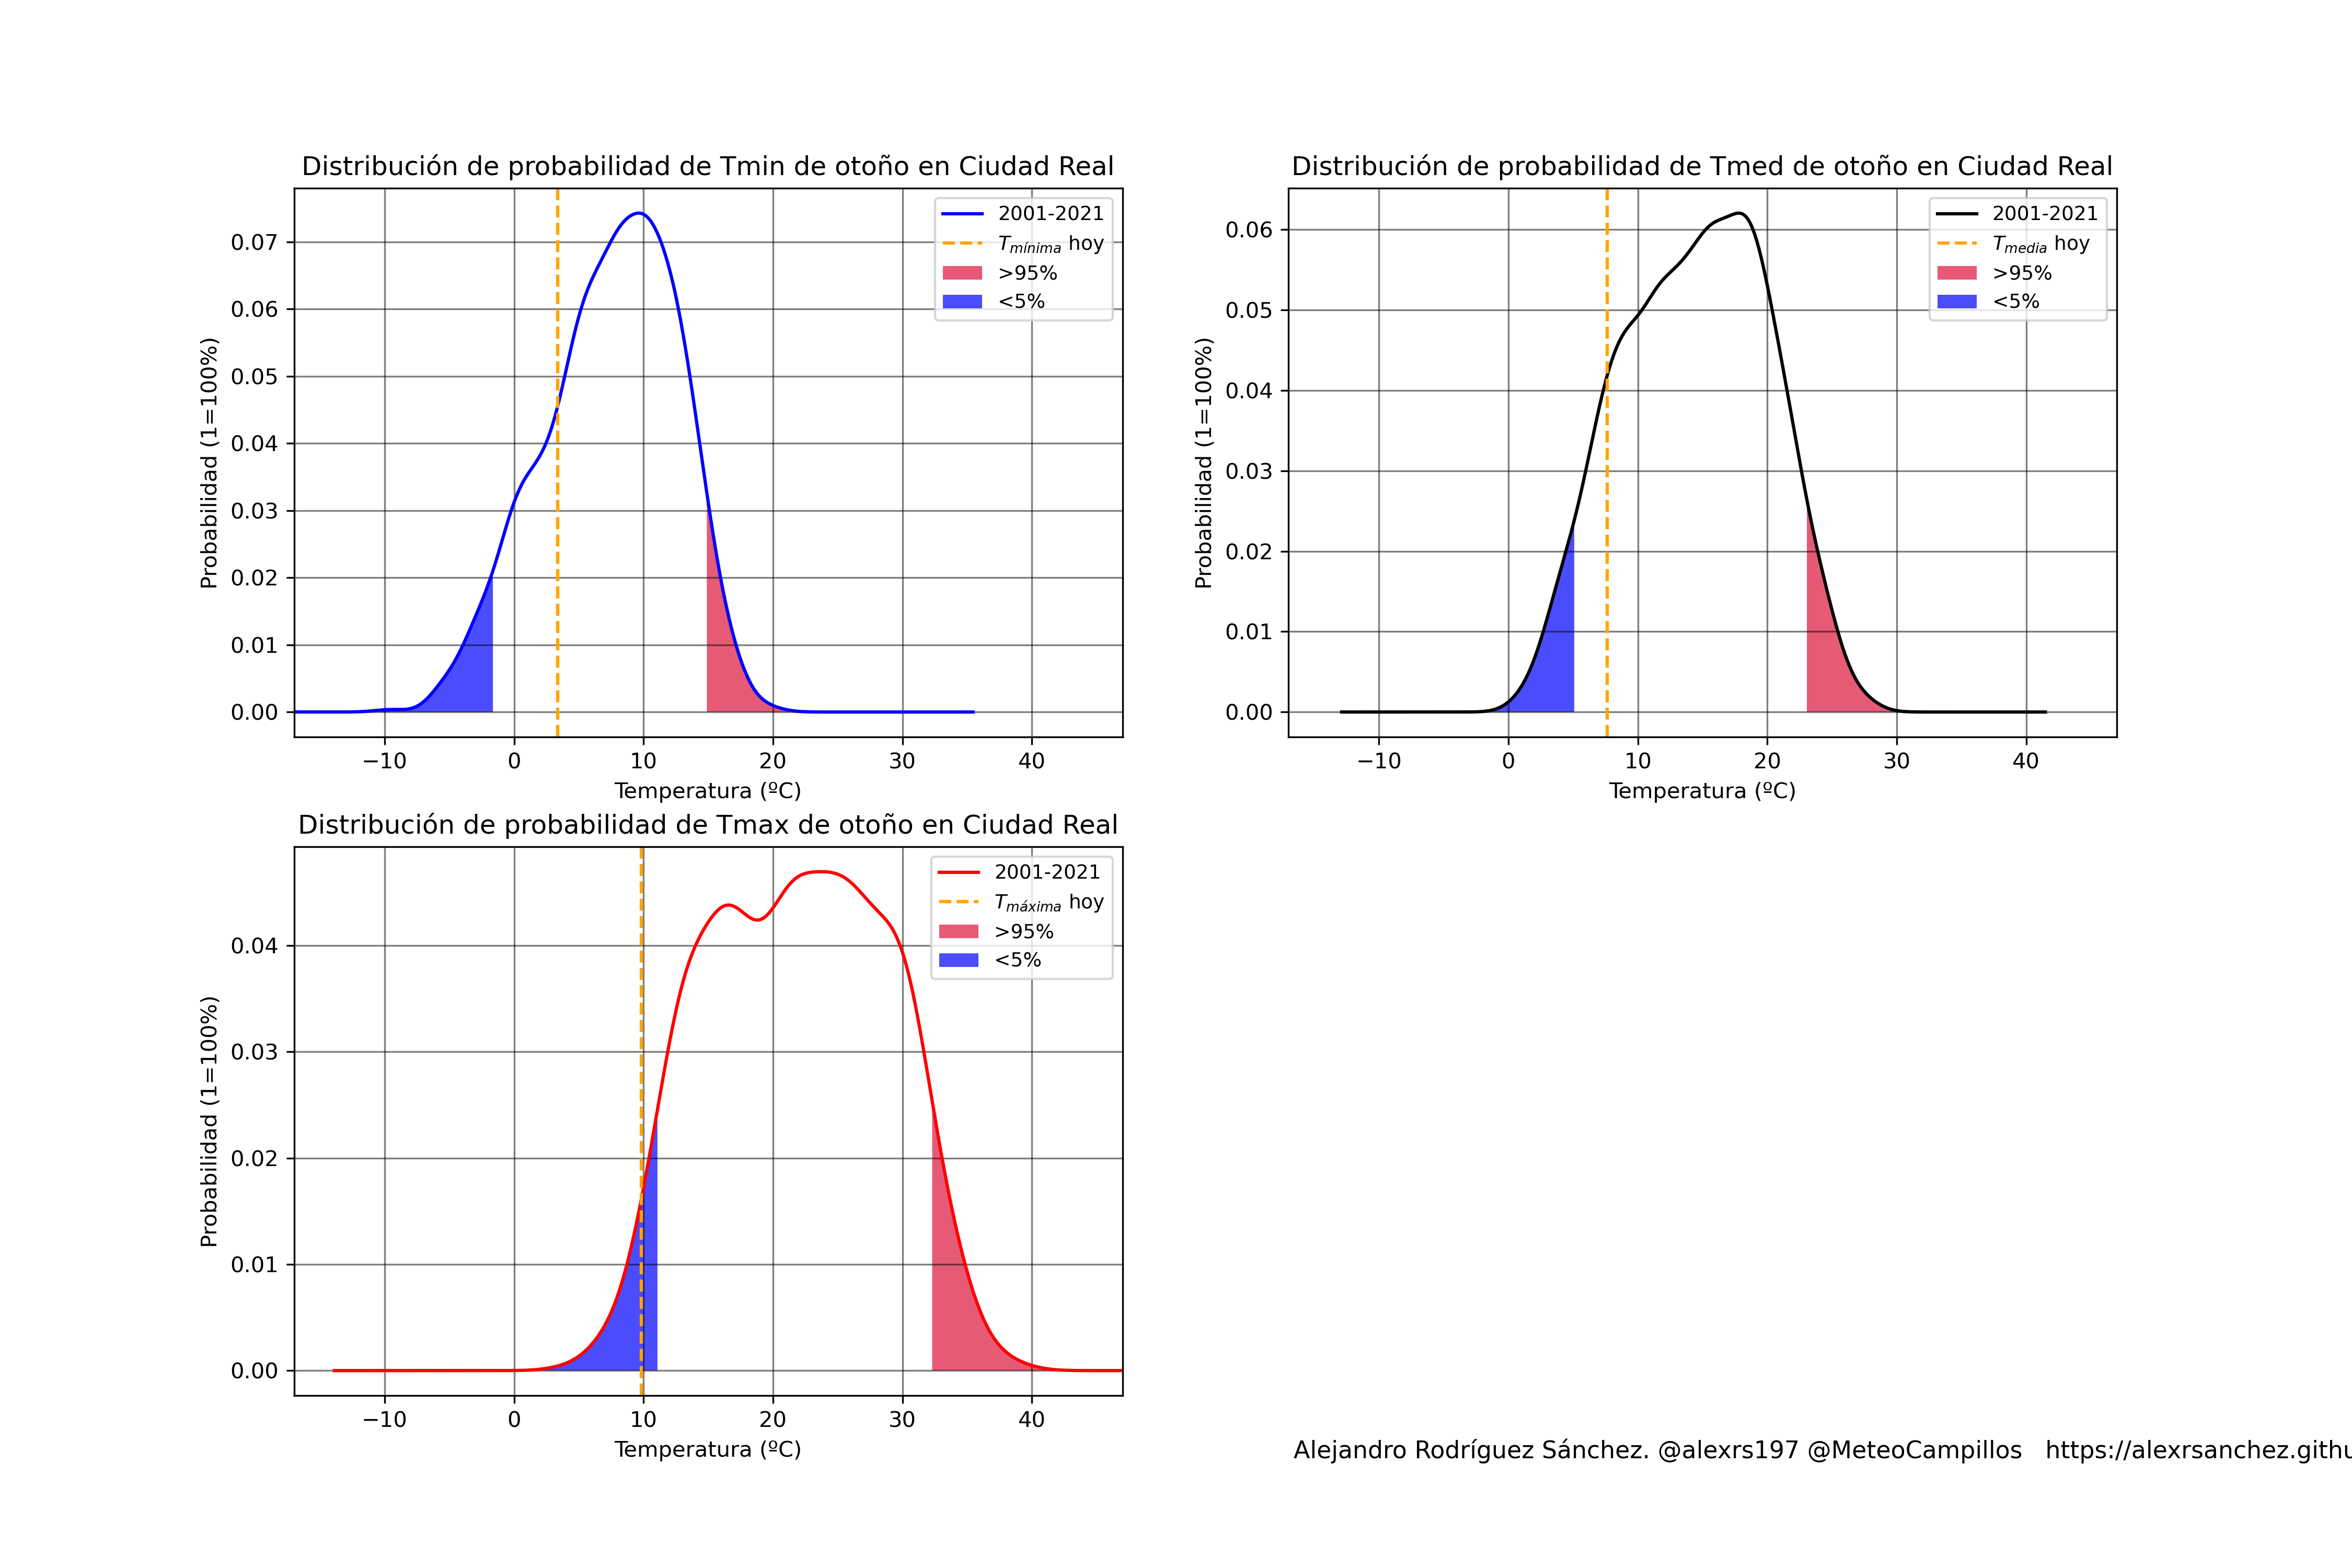 Distribución de probabilidad de Tmin de otoño en Ciudad Real
Probabilidad (1=100%)
0.07
0.06
0.05
0.04
0.03
0.02
0.01
0.00
−10 0 10 20 30 40
Temperatura (ºC)
2001-2021
Tmínima hoy
>95%
<5%
Distribución de probabilidad de Tmed de otoño en Ciudad Real
Probabilidad (1=100%)
0.06
0.05
0.04
0.03
0.02
0.01
0.00
−10 0 10 20 30 40
Temperatura (ºC)
2001-2021
Tmedia hoy
>95%
<5%
Distribución de probabilidad de Tmax de otoño en Ciudad Real
Probabilidad (1=100%)
0.04
0.03
0.02
0.01
0.00
−10 0 10 20 30 40
Temperatura (ºC)
2001-2021
Tmáxima hoy
>95%
<5%
Alejandro Rodríguez Sánchez. @alexrs197 @MeteoCampillos https://alexrsanchez.githu